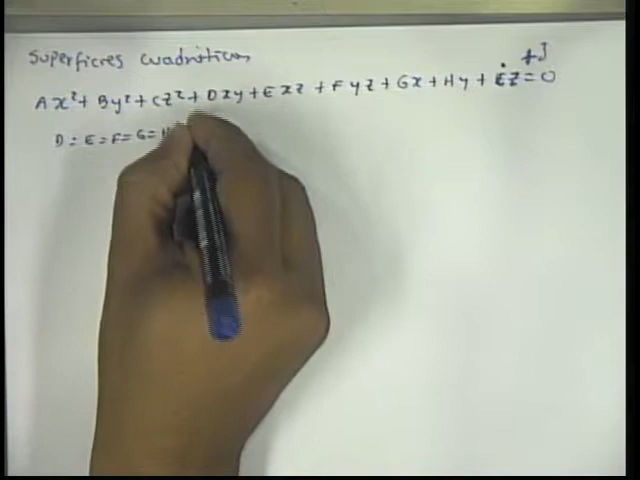 Superficies cuadráticas
+J
Ax² + By² + Cz² + Dxy + Exz + Fyz + Gx + Hy + iz = 0
D = E = F = G = H